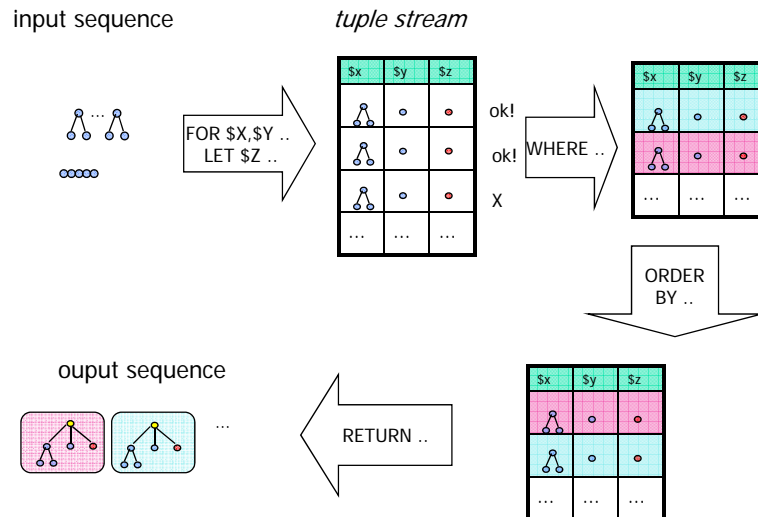 input sequence
tuple stream
...
FOR $X,$Y ..
LET $Z ..
$x $y $z
ok!
ok!
X
... ... ...
WHERE ..
$x $y $z
... ... ...
ORDER
BY ..
ouput sequence
...
RETURN ..
$x $y $z
... ... ...